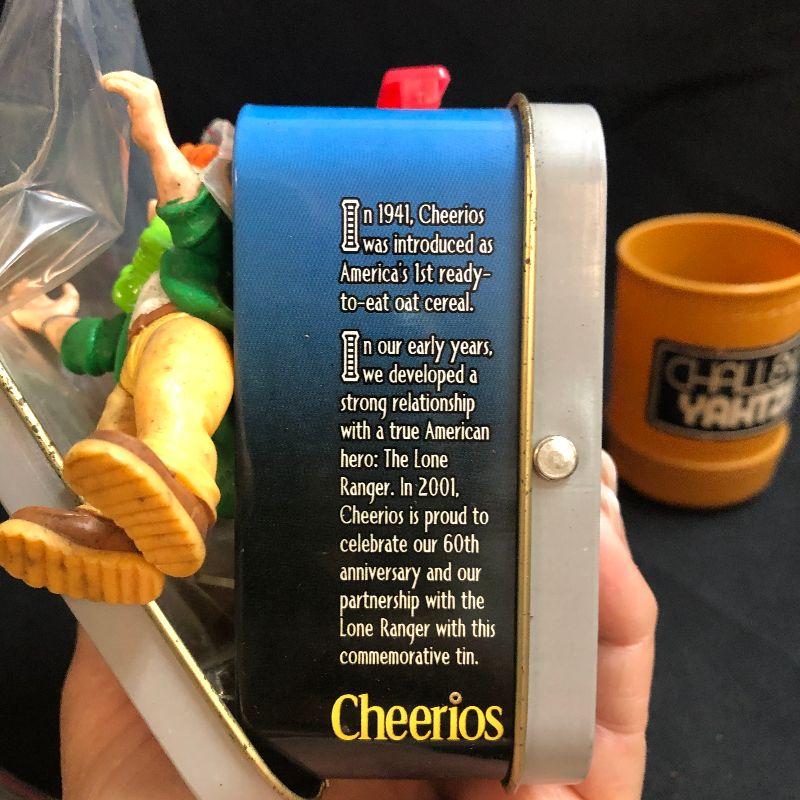 In 1941, Cheerios
was introduced as
America's 1st ready-
to-eat oat cereal.
In our early years,
we developed a
strong relationship
with a true American
hero: The Lone
Ranger. In 2001,
Cheerios is proud to
celebrate our 60th
anniversary and our
partnership with the
Lone Ranger with this
commemorative tin.
Cheerios